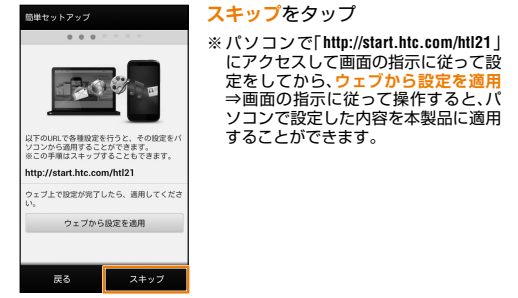 簡単セットアップ
以下のURLで各種設定を行うと、その設定をパ
ソコンから適用することができます。
※この手順はスキップすることもできます。
http://start.htc.com/htl21
ウェブ上で設定が完了したら、適用してくださ
い。
ウェブから設定を適用
戻る
スキップ
スキップをタップ
※ パソコンで「http://start.htc.com/htl21」
にアクセスして画面の指示に従って設
定をしてから、ウェブから設定を適用
⇒画面の指示に従って操作すると、パ
ソコンで設定した内容を本製品に適用
することができます。